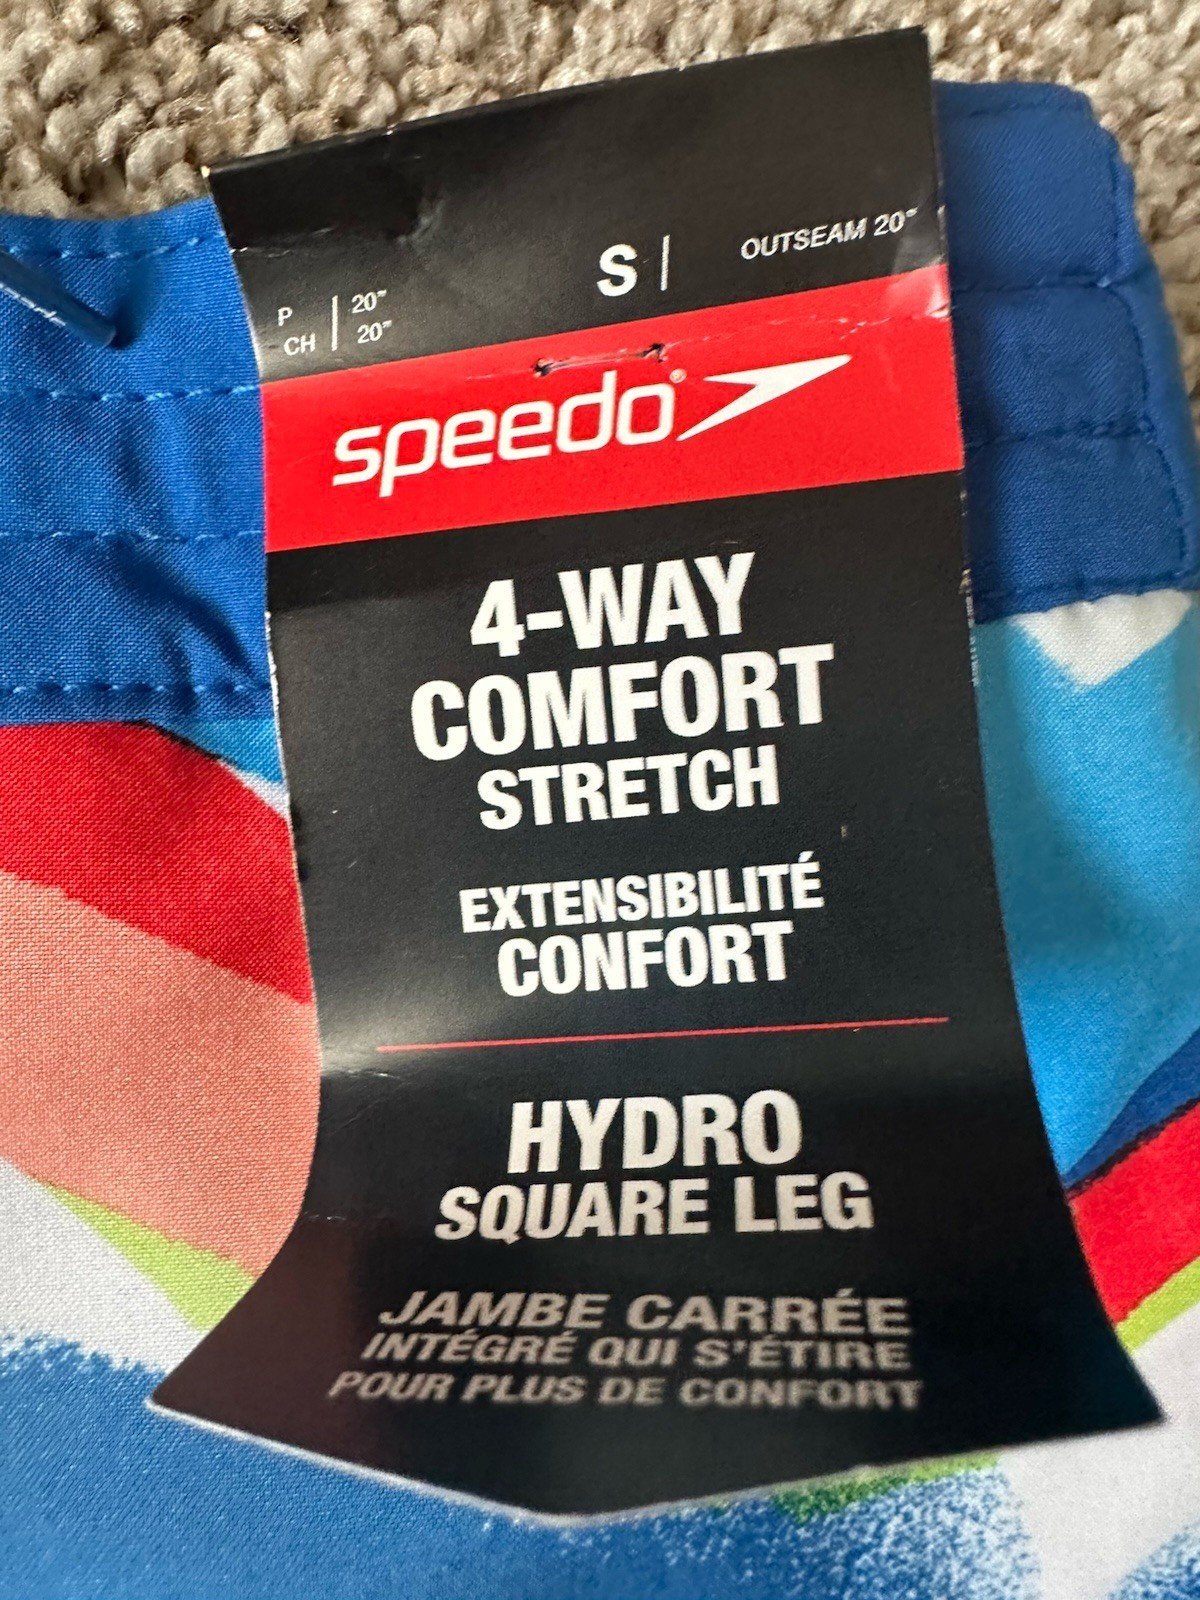 P 20"
CH 20"
S
OUTSEAM 20"
speedo®
4-WAY
COMFORT
STRETCH
EXTENSIBILITÉ
CONFORT
HYDRO
SQUARE LEG
JAMBE CARRÉE
INTÉGRÉ QUI S'ÉTIRE
POUR PLUS DE CONFORT